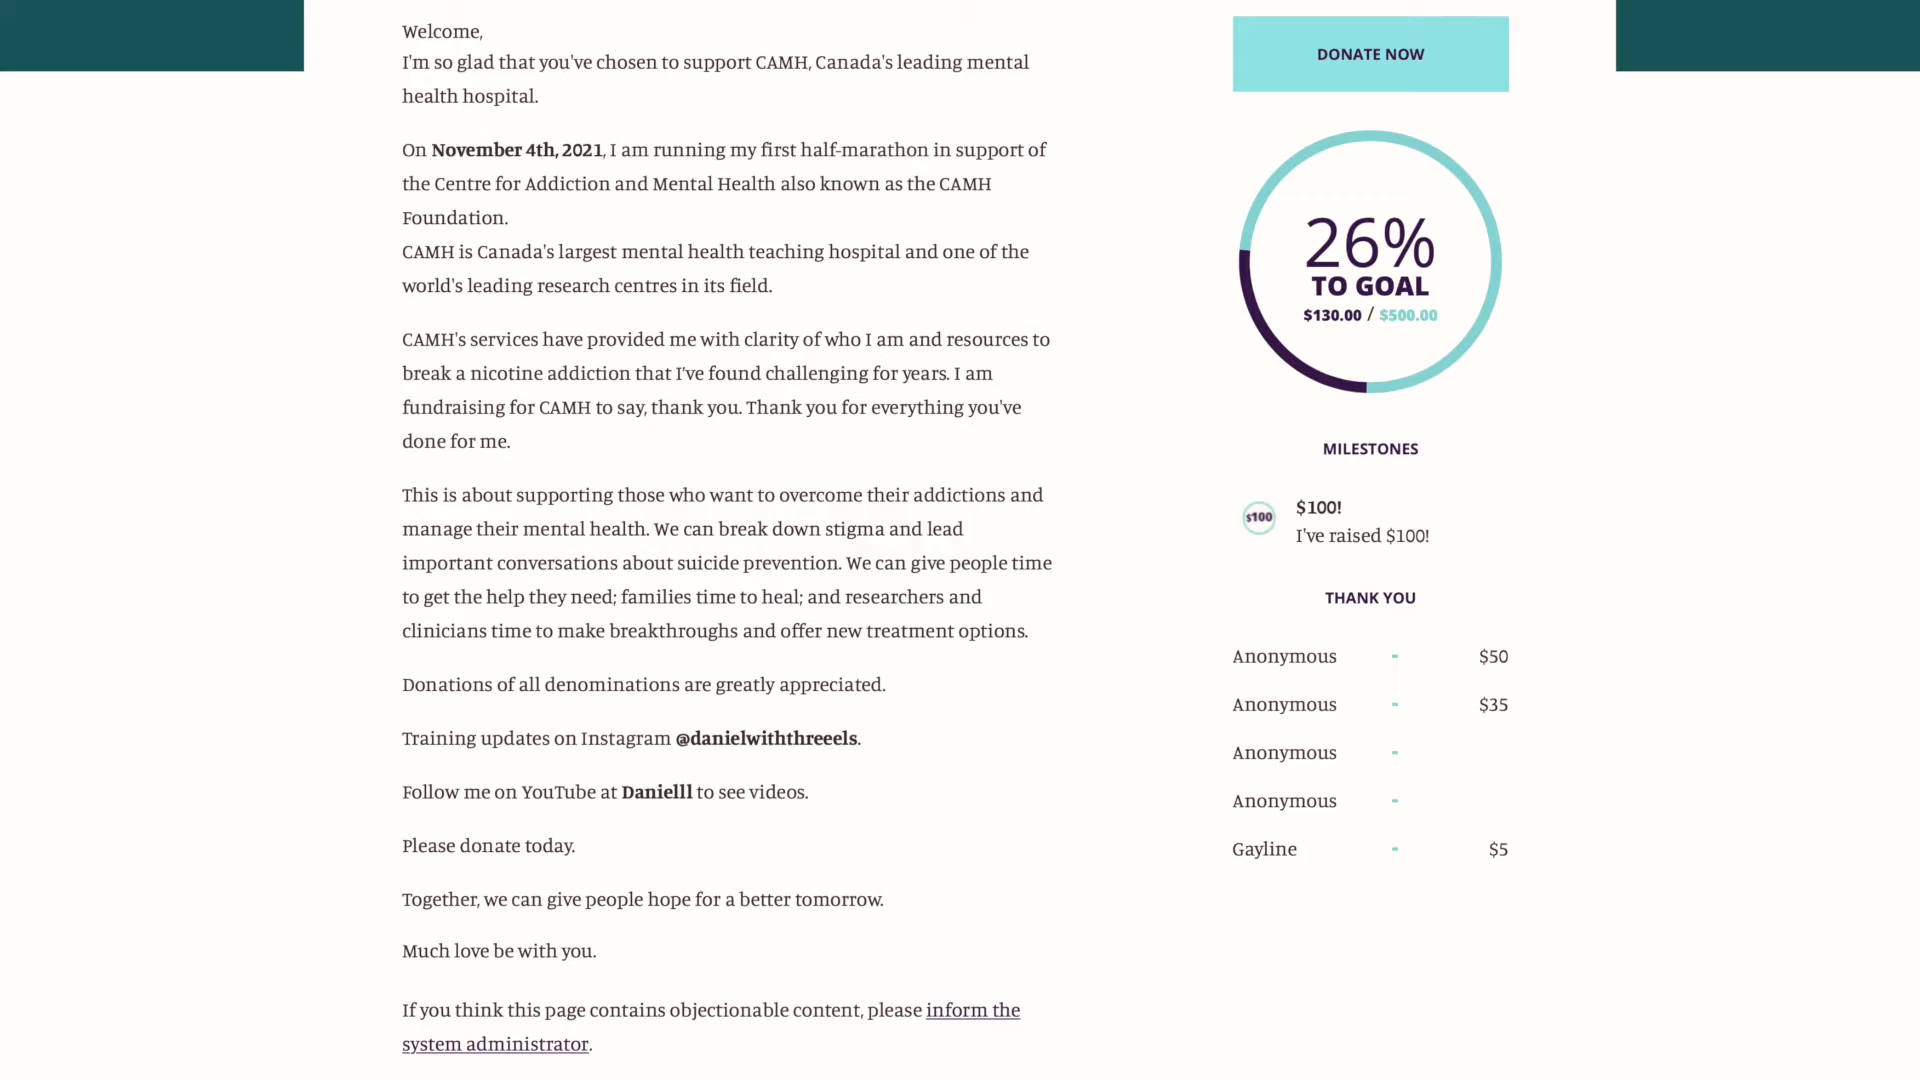 Welcome,
I'm so glad that you've chosen to support CAMH, Canada's leading mental
health hospital.
On November 4th, 2021, I am running my first half-marathon in support of
the Centre for Addiction and Mental Health also known as the CAMH
Foundation.
CAMH is Canada's largest mental health teaching hospital and one of the
world's leading research centres in its field.
CAMH's services have provided me with clarity of who I am and resources to
break a nicotine addiction that I've found challenging for years. I am
fundraising for CAMH to say, thank you. Thank you for everything you've
done for me.
This is about supporting those who want to overcome their addictions and
manage their mental health. We can break down stigma and lead
important conversations about suicide prevention. We can give people time
to get the help they need; families time to heal; and researchers and
clinicians time to make breakthroughs and offer new treatment options.
Donations of all denominations are greatly appreciated.
Training updates on Instagram @danielwiththreeels.
Follow me on YouTube at Danielll to see videos.
Please donate today.
Together, we can give people hope for a better tomorrow.
Much love be with you.
If you think this page contains objectionable content, please inform the
system administrator.
DONATE NOW
26%
TO GOAL
$130.00 / $500.00
MILESTONES
$100
$100!
I've raised $100!
THANK YOU
Anonymous - $50
Anonymous - $35
Anonymous -
Anonymous -
Gayline - $5